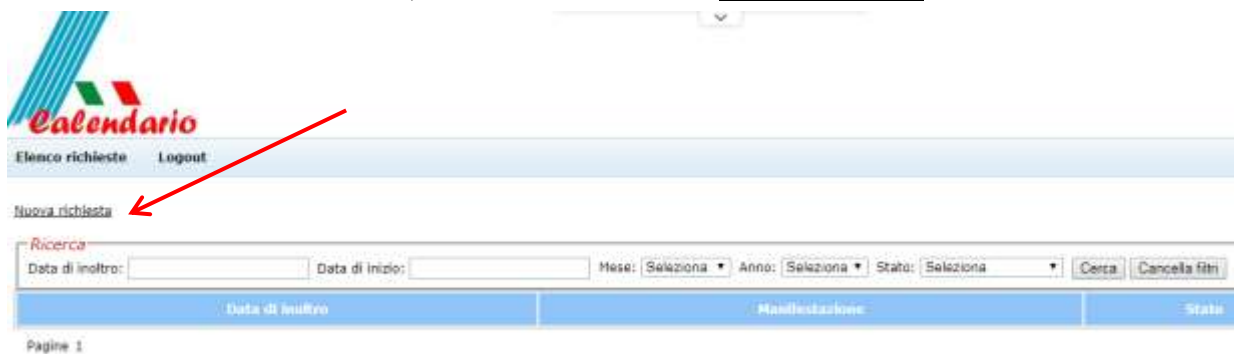 Calendario
Elenco richieste Logout
Nuova richiesta
Ricerca
Data di inoltro: Data di inizio: Mese: Seleziona Anno: Seleziona Stato: Seleziona Cerca Cancella filtri
Data di inoltro Manifestazione Stato
Pagine 1